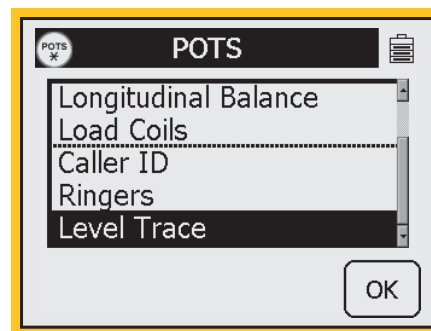 POTS
POTS
Longitudinal Balance
Load Coils
Caller ID
Ringers
Level Trace
OK